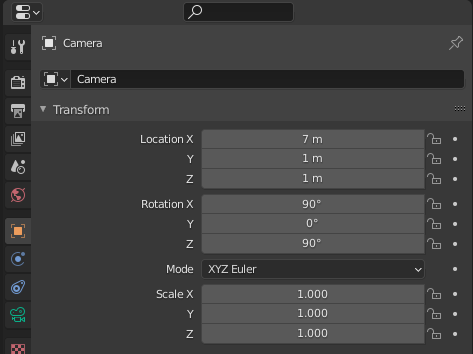 Camera
Camera
Transform
Location X 7 m
Y 1 m
Z 1 m
Rotation X 90°
Y 0°
Z 90°
Mode XYZ Euler
Scale X 1.000
Y 1.000
Z 1.000